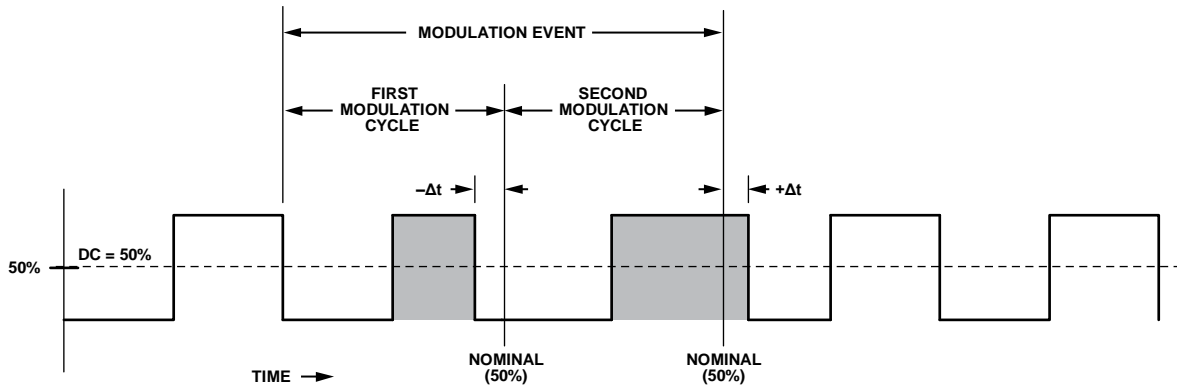 MODULATION EVENT
FIRST
MODULATION
CYCLE
SECOND
MODULATION
CYCLE
–Δt
+Δt
50%
DC = 50%
NOMINAL
(50%)
NOMINAL
(50%)
TIME